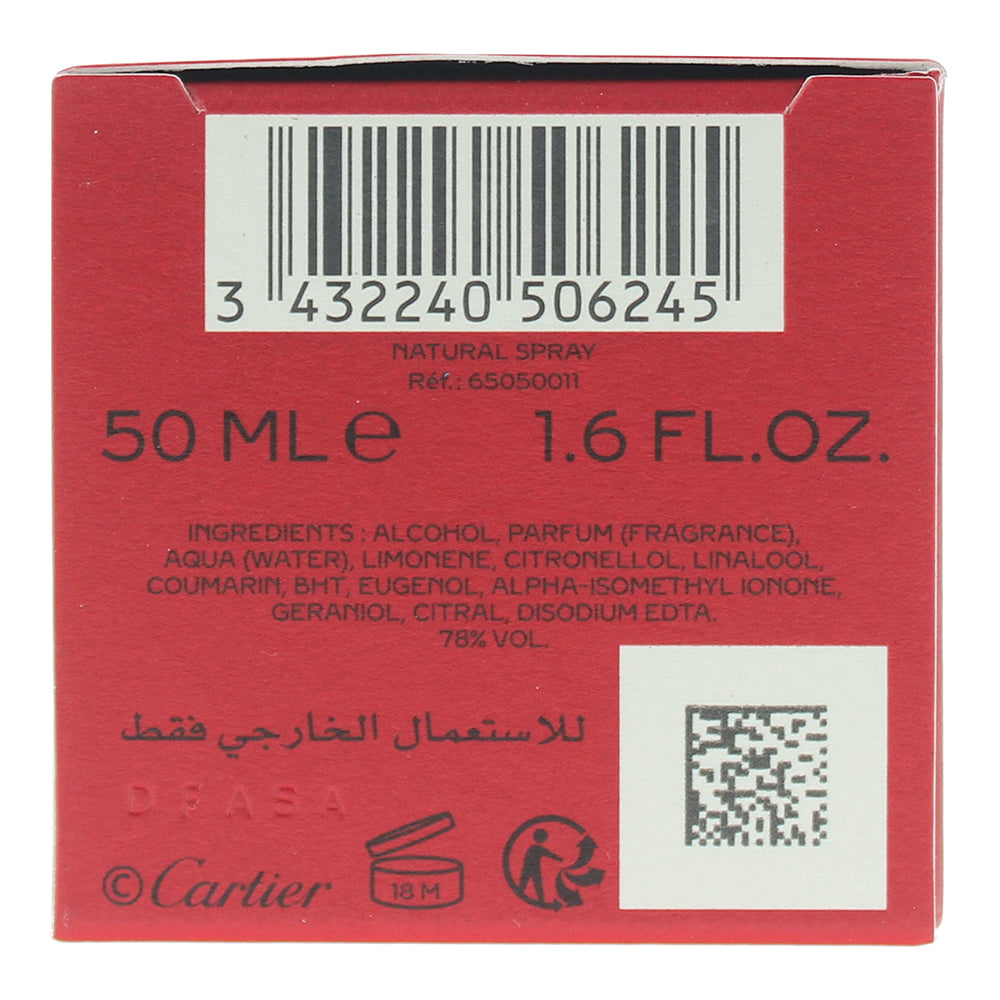 3 432240 506245
NATURAL SPRAY
Réf.: 65050011
50 ML ℮ 1.6 FL.OZ.
INGREDIENTS : ALCOHOL, PARFUM (FRAGRANCE),
AQUA (WATER), LIMONENE, CITRONELLOL, LINALOOL,
COUMARIN, BHT, EUGENOL, ALPHA-ISOMETHYL IONONE,
GERANIOL, CITRAL, DISODIUM EDTA.
78% VOL.
للاستعمال الخارجي فقط
DFASA
©Cartier
18 M